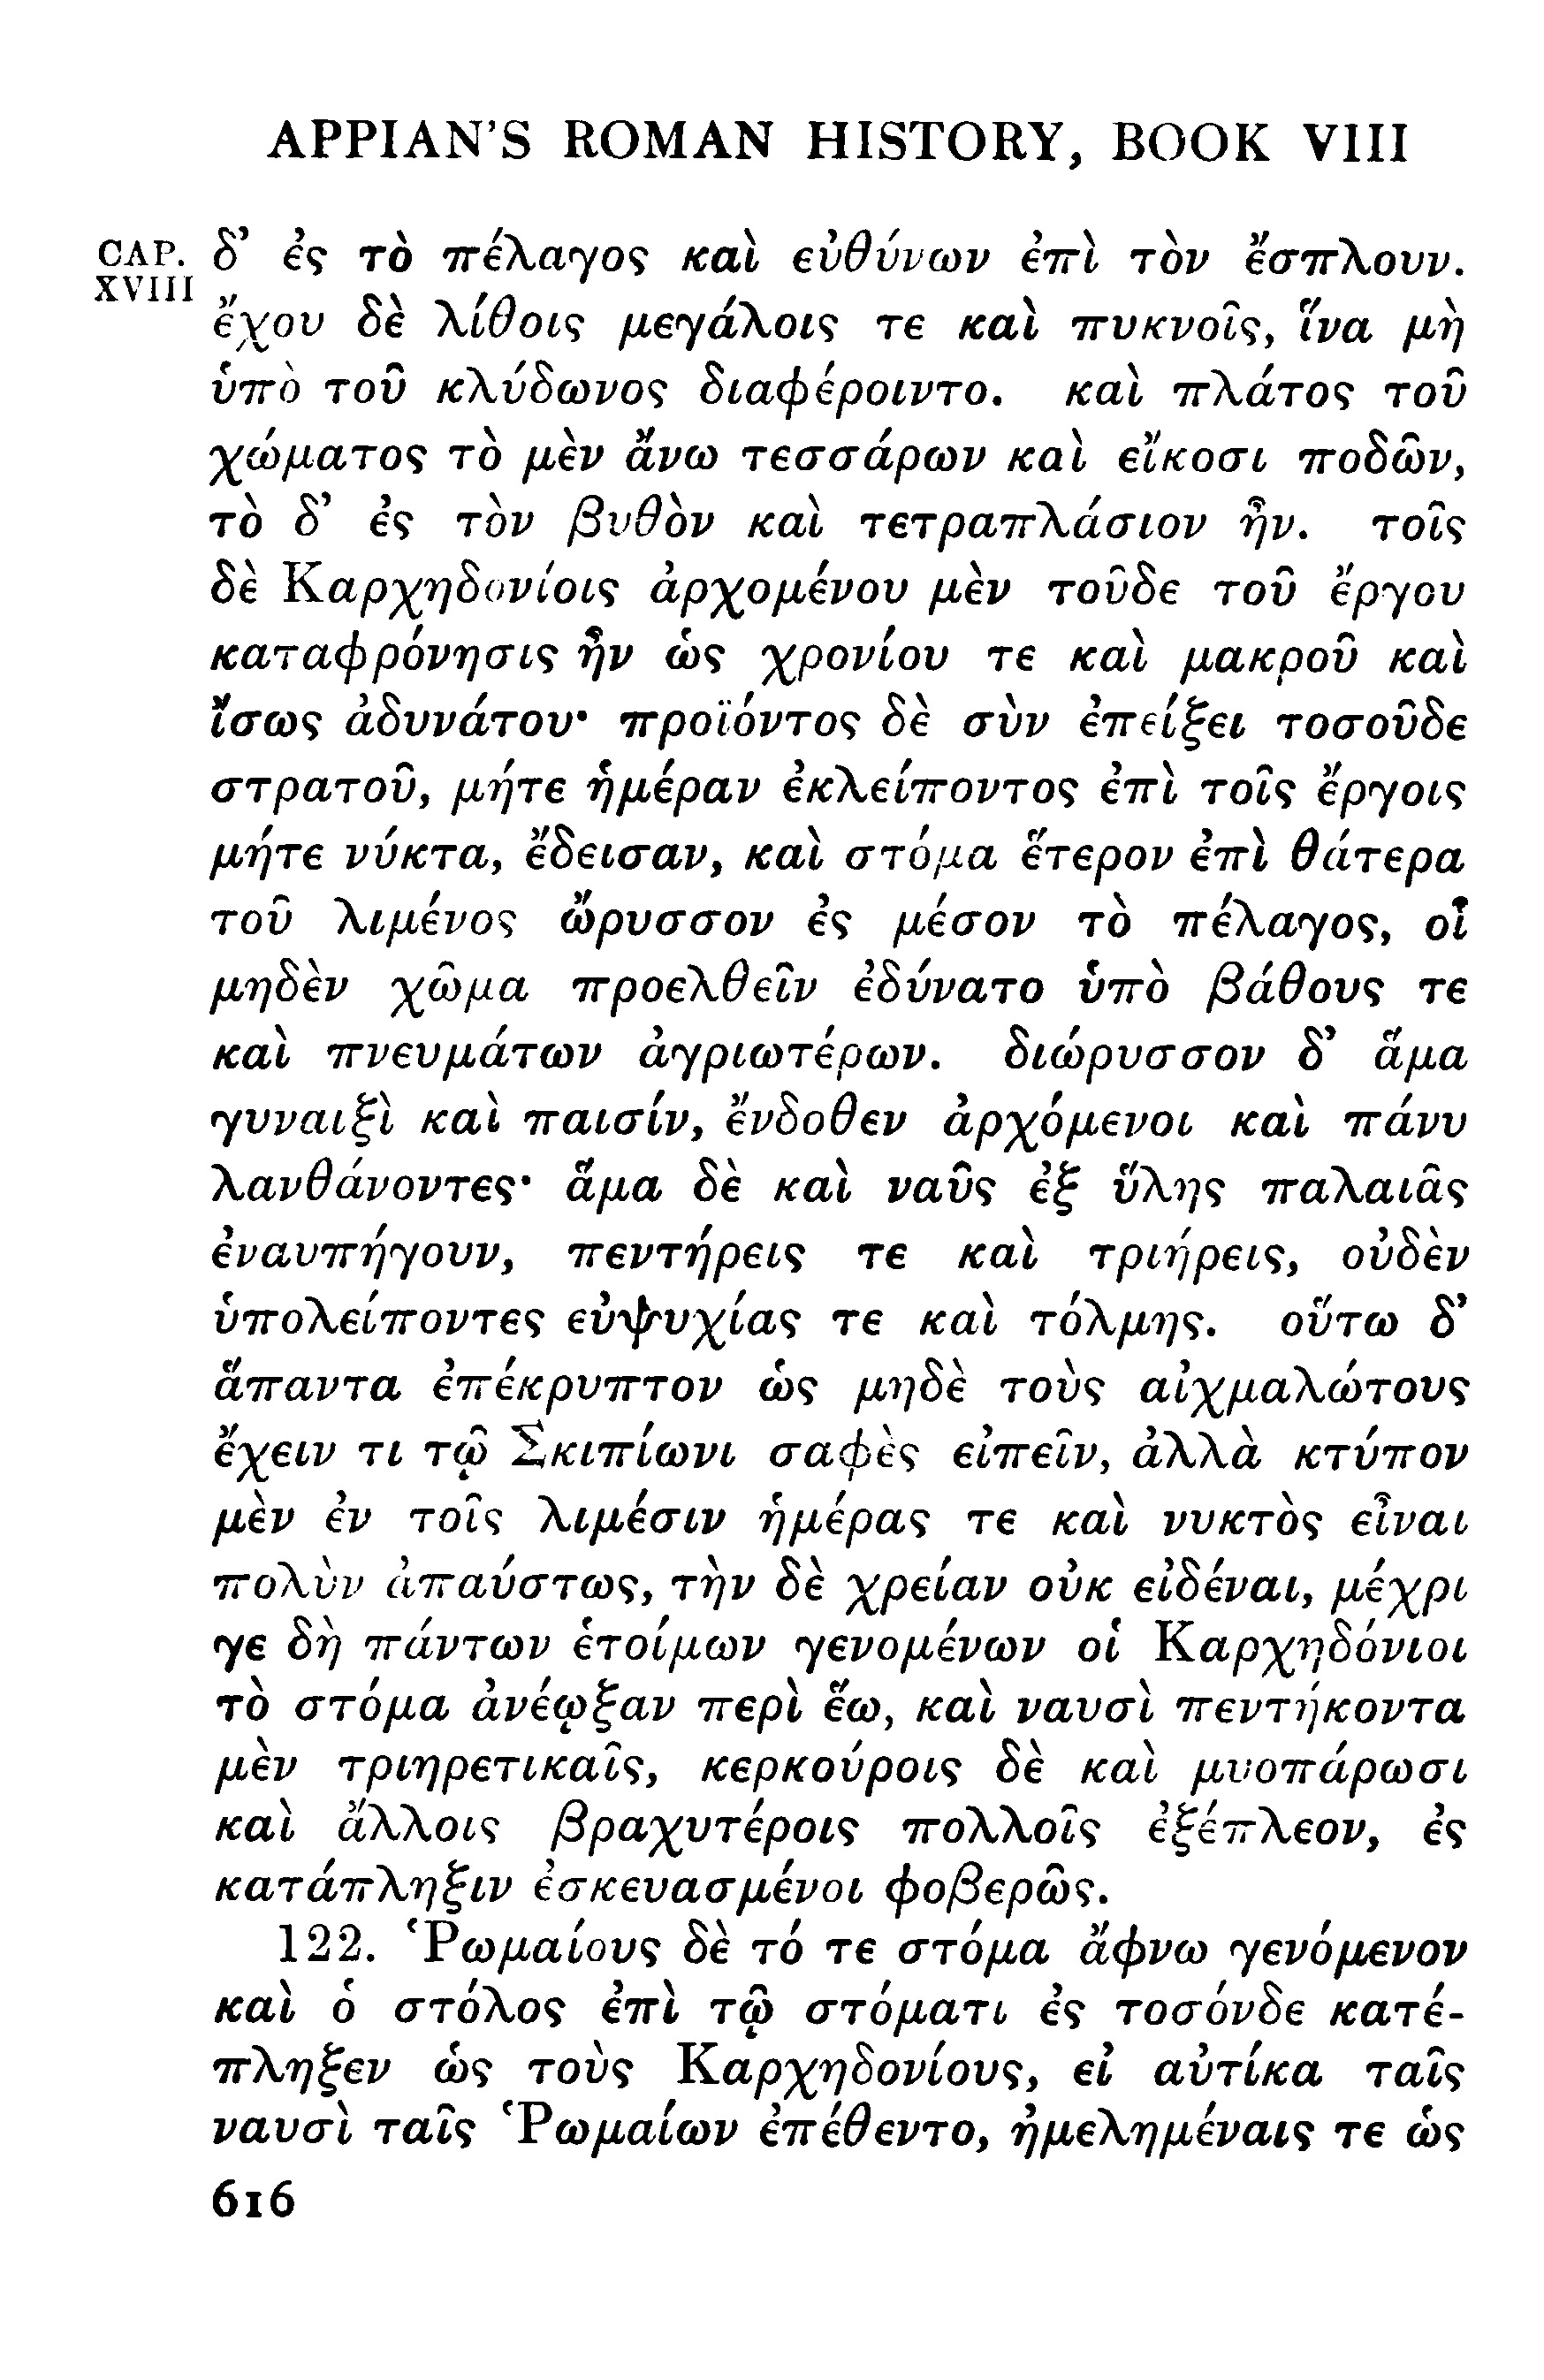 APPIAN'S ROMAN HISTORY, BOOK VIII
CAP. XVIII
δ' ἐς τὸ πέλαγος καὶ εὐθύνων ἐπὶ τὸν ἔσπλουν.
ἔχου δὲ λίθοις μεγάλοις τε καὶ πυκνοῖς, ἵνα μὴ
ὑπὸ τοῦ κλύδωνος διαφέροιντο. καὶ πλάτος τοῦ
χώματος τὸ μὲν ἄνω τεσσάρων καὶ εἴκοσι ποδῶν,
τὸ δ' ἐς τὸν βυθὸν καὶ τετραπλάσιον ἦν. τοῖς
δὲ Καρχηδονίοις ἀρχομένου μὲν τοῦδε τοῦ ἔργου
καταφρόνησις ἦν ὡς χρονίου τε καὶ μακροῦ καὶ
ἴσως ἀδυνάτου· προϊόντος δὲ σὺν ἐπείξει τοσοῦδε
στρατοῦ, μήτε ἡμέραν ἐκλείποντος ἐπὶ τοῖς ἔργοις
μήτε νύκτα, ἔδεισαν, καὶ στόμα ἕτερον ἐπὶ θάτερα
τοῦ λιμένος ὤρυσσον ἐς μέσον τὸ πέλαγος, οἷ
μηδὲν χῶμα προελθεῖν ἐδύνατο ὑπὸ βάθους τε
καὶ πνευμάτων ἀγριωτέρων. διώρυσσον δ' ἅμα
γυναιξὶ καὶ παισίν, ἔνδοθεν ἀρχόμενοι καὶ πάνυ
λανθάνοντες· ἅμα δὲ καὶ ναῦς ἐξ ὕλης παλαιᾶς
ἐναυπήγουν, πεντήρεις τε καὶ τριήρεις, οὐδὲν
ὑπολείποντες εὐψυχίας τε καὶ τόλμης. οὕτω δ'
ἅπαντα ἐπέκρυπτον ὡς μηδὲ τοὺς αἰχμαλώτους
ἔχειν τι τῷ Σκιπίωνι σαφὲς εἰπεῖν, ἀλλὰ κτύπον
μὲν ἐν τοῖς λιμέσιν ἡμέρας τε καὶ νυκτὸς εἶναι
πολὺν ἀπαύστως, τὴν δὲ χρείαν οὐκ εἰδέναι, μέχρι
γε δὴ πάντων ἑτοίμων γενομένων οἱ Καρχηδόνιοι
τὸ στόμα ἀνέῳξαν περὶ ἕω, καὶ ναυσὶ πεντήκοντα
μὲν τριηρετικαῖς, κερκούροις δὲ καὶ μυοπάρωσι
καὶ ἄλλοις βραχυτέροις πολλοῖς ἐξέπλεον, ἐς
κατάπληξιν ἐσκευασμένοι φοβερῶς.
122. Ῥωμαίους δὲ τό τε στόμα ἄφνω γενόμενον
καὶ ὁ στόλος ἐπὶ τῷ στόματι ἐς τοσόνδε κατέ-
πληξεν ὡς τοὺς Καρχηδονίους, εἰ αὐτίκα ταῖς
ναυσὶ ταῖς Ῥωμαίων ἐπέθεντο, ἠμελημέναις τε ὡς
616